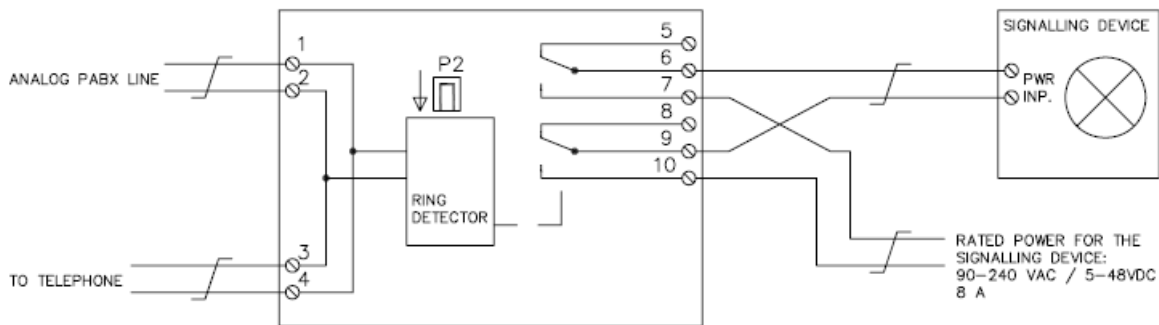 ANALOG PABX LINE
1
2
P2
RING
DETECTOR
3
4
TO TELEPHONE
5
6
7
8
9
10
SIGNALLING DEVICE
PWR
INP.
RATED POWER FOR THE
SIGNALLING DEVICE:
90-240 VAC / 5-48VDC
8 A